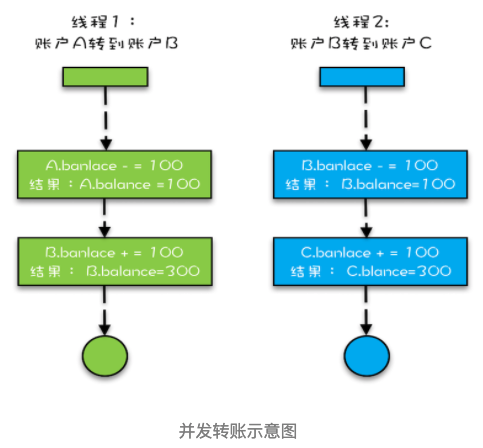 线程1：
账户A转到账户B
A.banlace - = 100
结果：A.balance =100
B.banlace + = 100
结果： B.balance=300
线程2:
账户B转到账户C
B.banlace - = 100
结果： B.balance=100
C.banlace + = 100
结果： C.blance=300
并发转账示意图